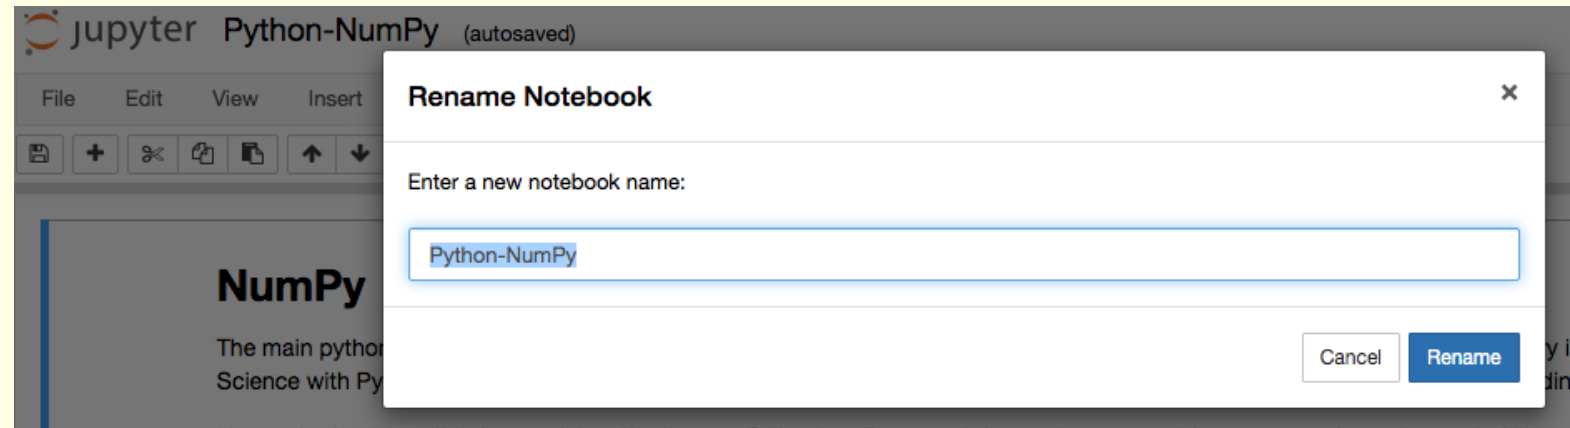 jupyter Python-NumPy (autosaved)
File Edit View Insert
Rename Notebook ×
Enter a new notebook name:
Python-NumPy
NumPy
Cancel Rename
The main python
Science with Py